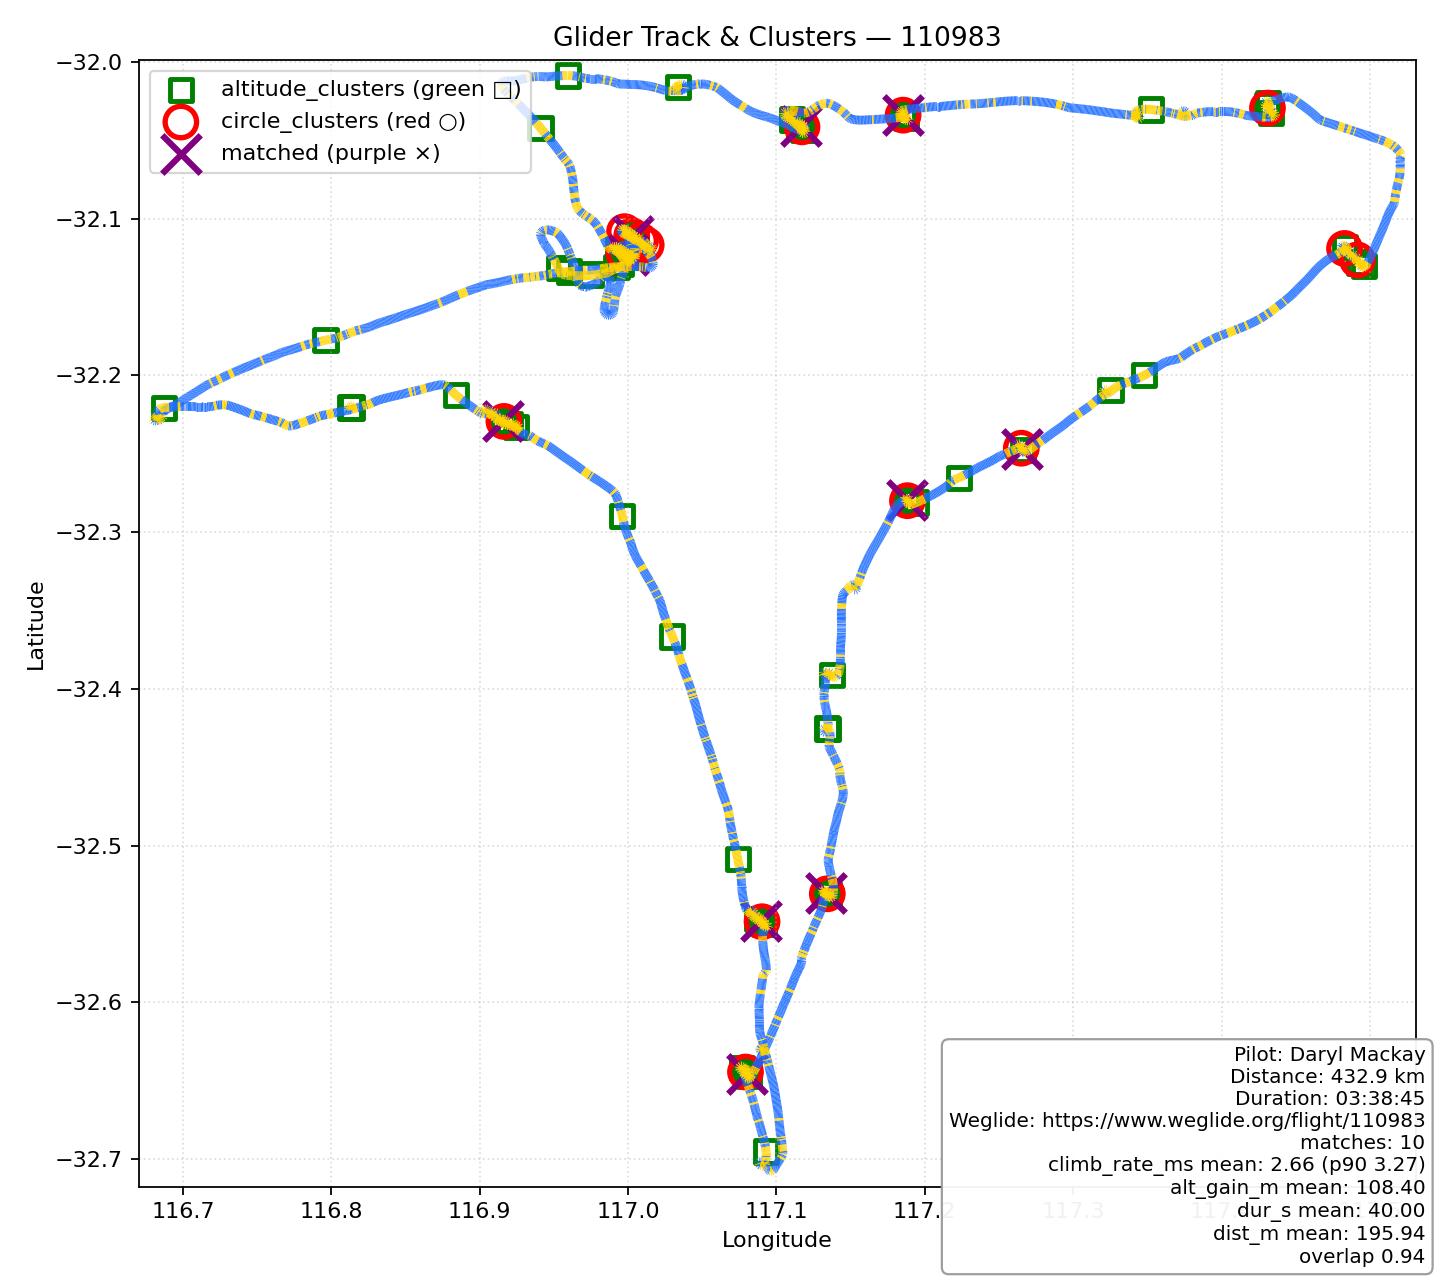 Glider Track & Clusters — 110983
altitude_clusters (green □)
circle_clusters (red ○)
matched (purple ×)
−32.0
−32.1
−32.2
−32.3
−32.4
−32.5
−32.6
−32.7
Latitude
116.7
116.8
116.9
117.0
117.1
117.2
117.3
Longitude
Pilot: Daryl Mackay
Distance: 432.9 km
Duration: 03:38:45
Weglide: https://www.weglide.org/flight/110983
matches: 10
climb_rate_ms mean: 2.66 (p90 3.27)
alt_gain_m mean: 108.40
dur_s mean: 40.00
dist_m mean: 195.94
overlap 0.94